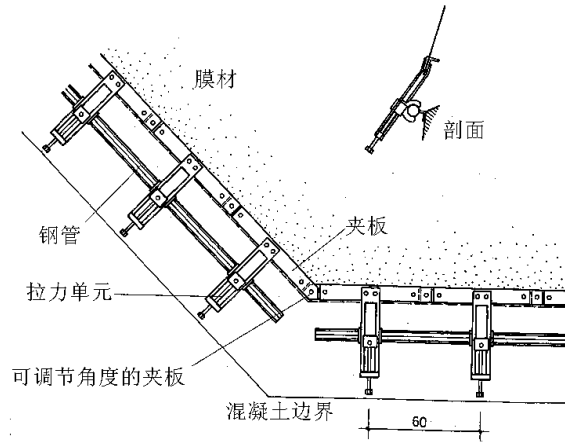 膜材
剖面
钢管
夹板
拉力单元
可调节角度的夹板
混凝土边界
60